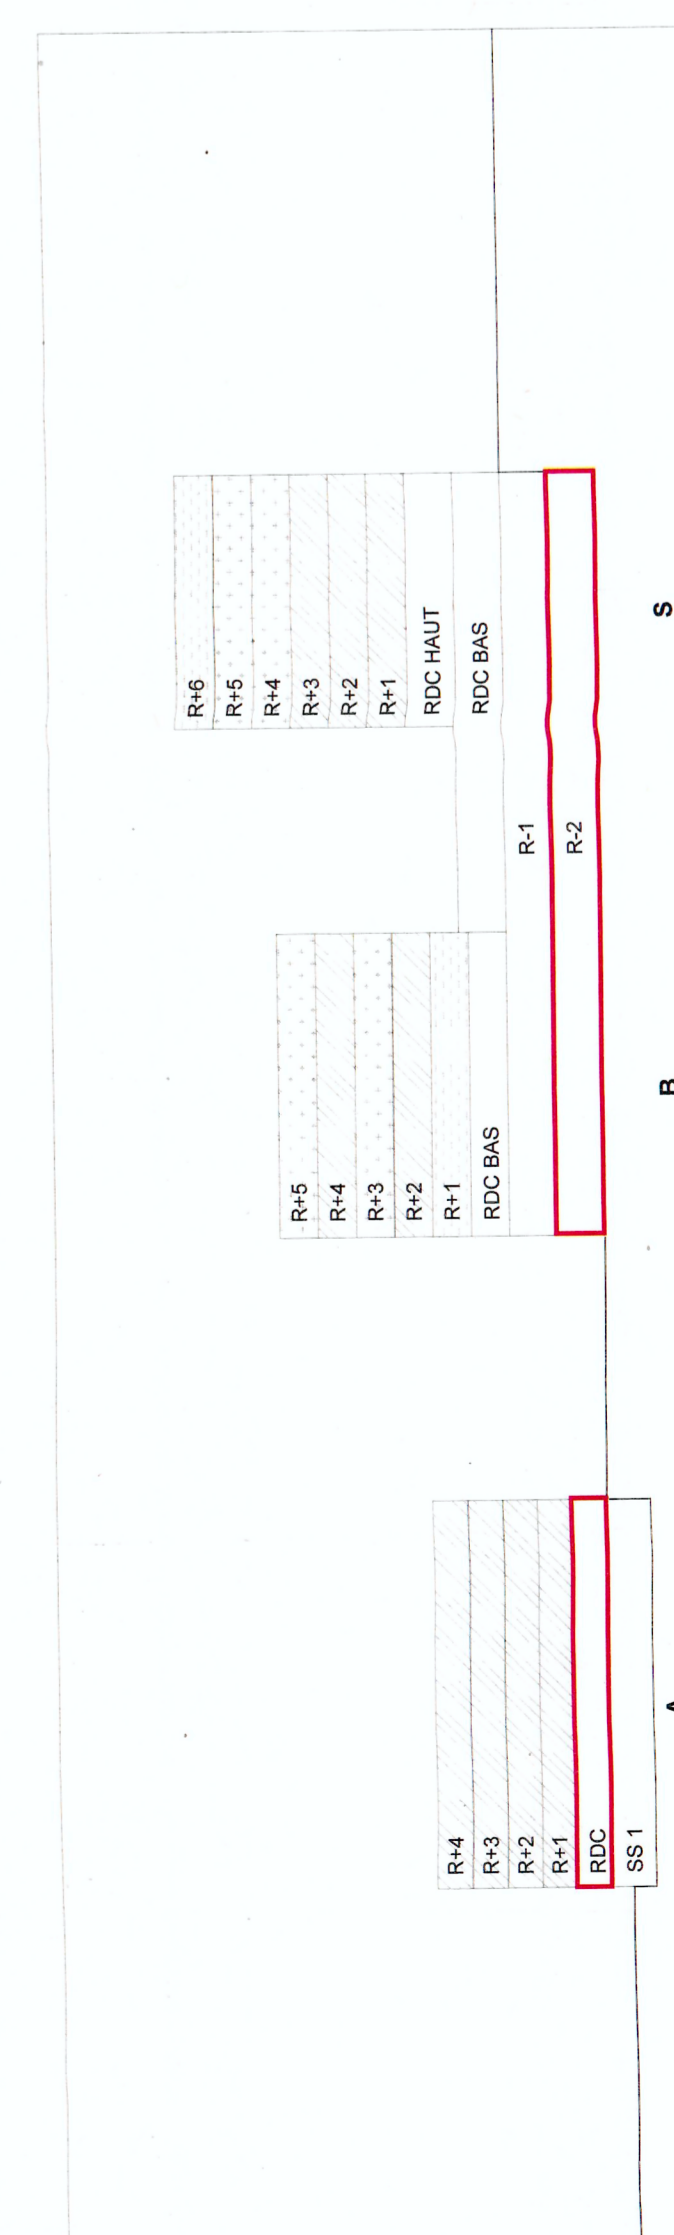 R+4
R+3
R+2
R+1
RDC
SS 1
A
R+5
R+4
R+3
R+2
R+1
RDC BAS
B
R-1
R-2
R+6
R+5
R+4
R+3
R+2
R+1
RDC HAUT
RDC BAS
S